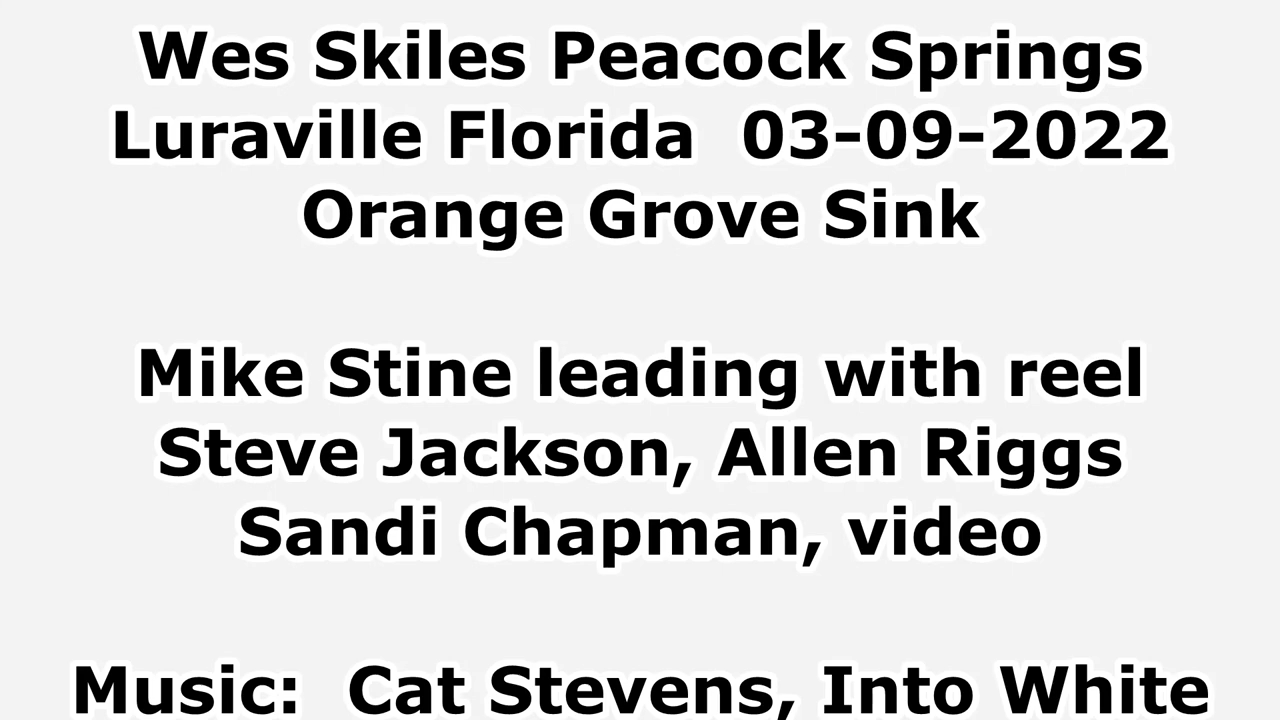 Wes Skiles Peacock Springs
Luraville Florida  03-09-2022
Orange Grove Sink
Mike Stine leading with reel
Steve Jackson, Allen Riggs
Sandi Chapman, video
Music:  Cat Stevens, Into White